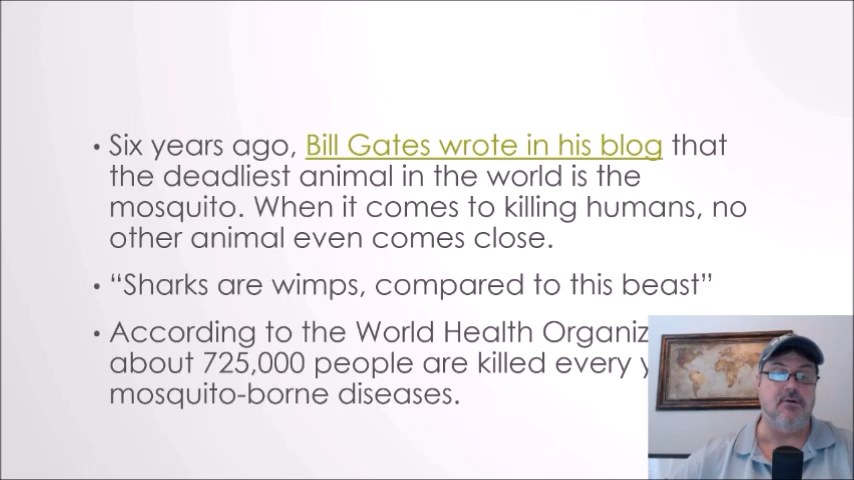 • Six years ago, Bill Gates wrote in his blog that
the deadliest animal in the world is the
mosquito. When it comes to killing humans, no
other animal even comes close.
• “Sharks are wimps, compared to this beast”
• According to the World Health Organiz
about 725,000 people are killed every y
mosquito-borne diseases.